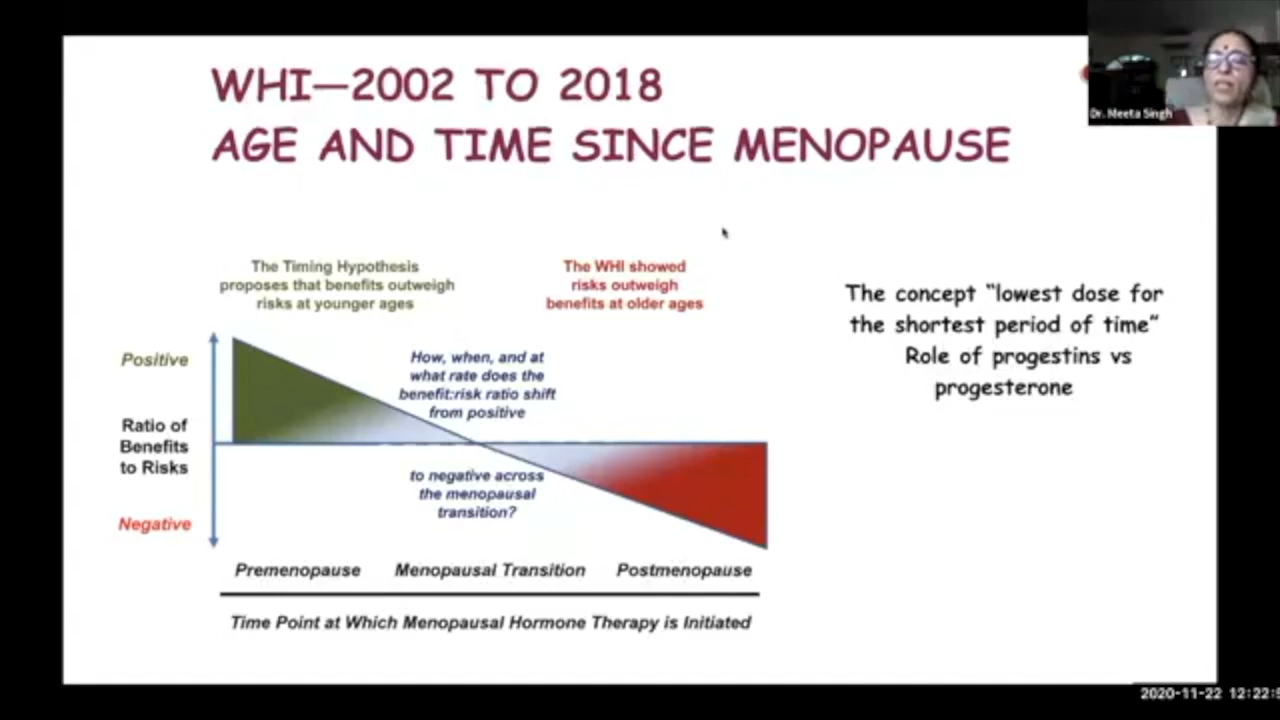 WHI—2002 TO 2018
AGE AND TIME SINCE MENOPAUSE
Dr. Meeta Singh
The Timing Hypothesis
proposes that benefits outweigh
risks at younger ages
The WHI showed
risks outweigh
benefits at older ages
The concept “lowest dose for
the shortest period of time”
Role of progestins vs
progesterone
Positive
Ratio of
Benefits
to Risks
Negative
How, when, and at
what rate does the
benefit:risk ratio shift
from positive
to negative across
the menopausal
transition?
Premenopause Menopausal Transition Postmenopause
Time Point at Which Menopausal Hormone Therapy is Initiated
2020-11-22 12:22: